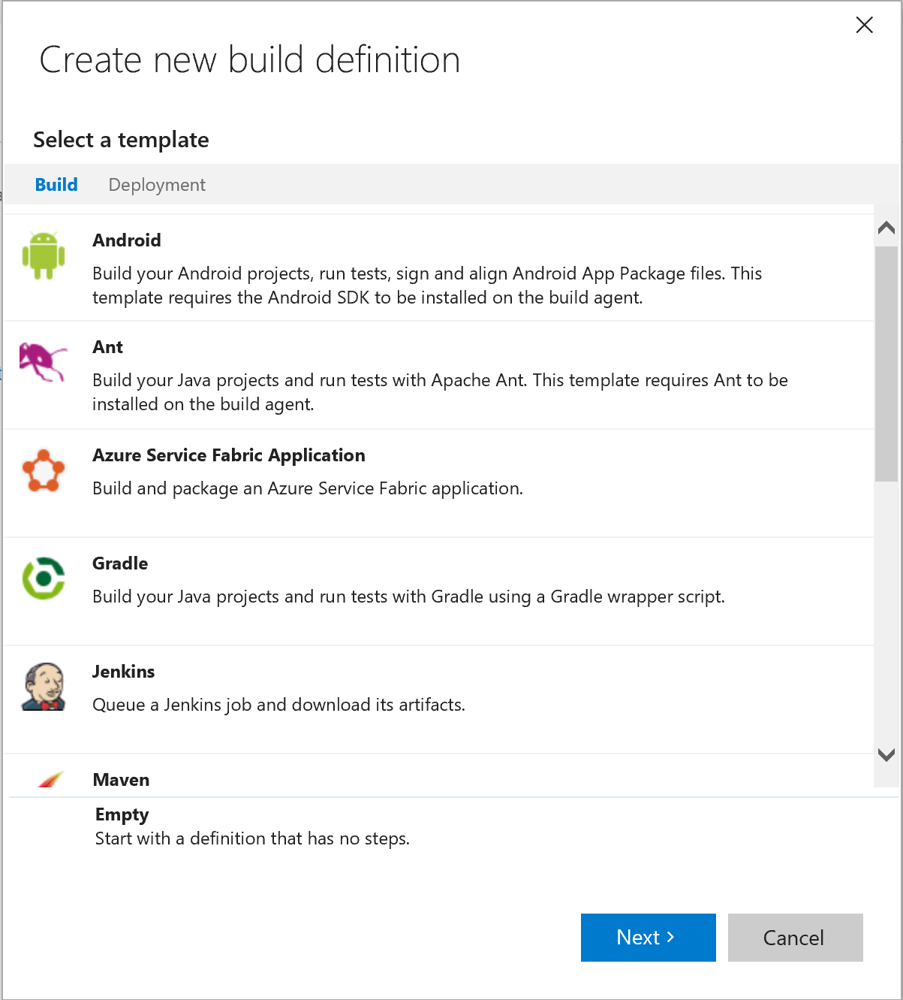 Create new build definition
Select a template
Build Deployment
Android
Build your Android projects, run tests, sign and align Android App Package files. This
template requires the Android SDK to be installed on the build agent.
Ant
Build your Java projects and run tests with Apache Ant. This template requires Ant to be
installed on the build agent.
Azure Service Fabric Application
Build and package an Azure Service Fabric application.
Gradle
Build your Java projects and run tests with Gradle using a Gradle wrapper script.
Jenkins
Queue a Jenkins job and download its artifacts.
Maven
Empty
Start with a definition that has no steps.
Next >
Cancel